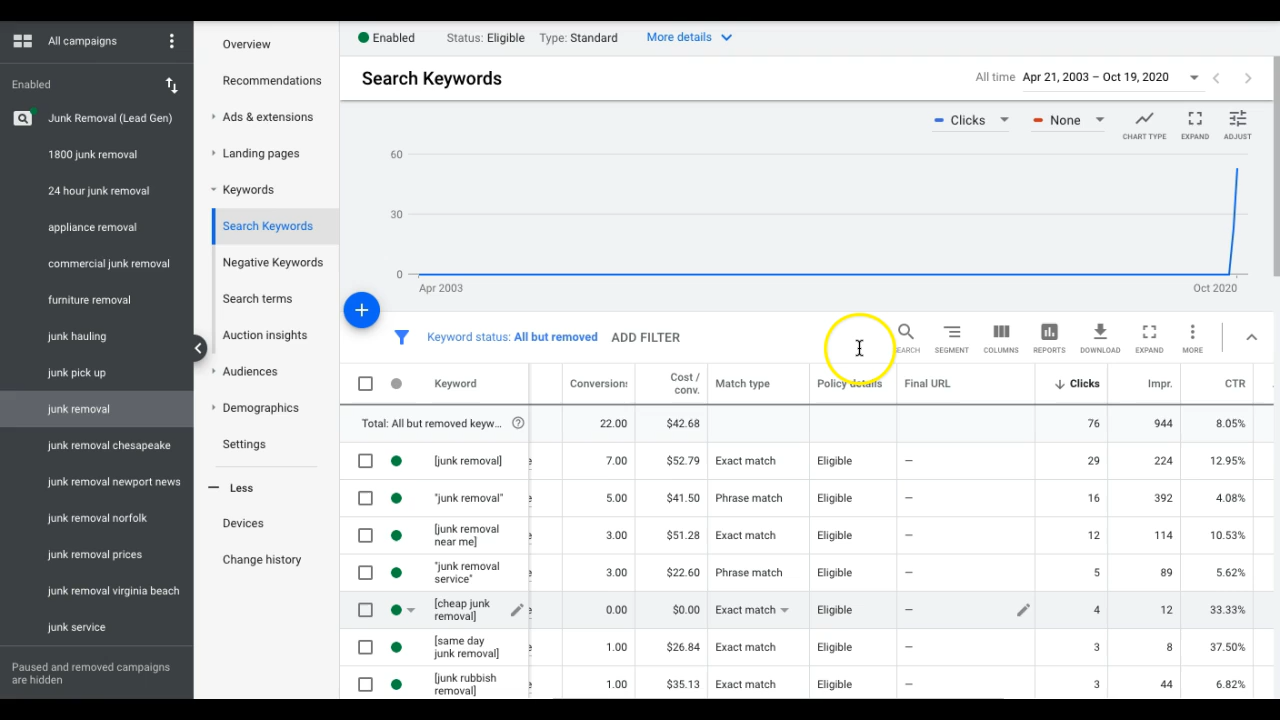 All campaigns
Enabled
Junk Removal (Lead Gen)
1800 junk removal
24 hour junk removal
appliance removal
commercial junk removal
furniture removal
junk hauling
junk pick up
junk removal
junk removal chesapeake
junk removal newport news
junk removal norfolk
junk removal prices
junk removal virginia beach
junk service
Paused and removed campaigns
are hidden
Overview
Recommendations
Ads & extensions
Landing pages
Keywords
Search Keywords
Negative Keywords
Search terms
Auction insights
Audiences
Demographics
Settings
Less
Devices
Change history
Enabled Status: Eligible Type: Standard More details
Search Keywords
All time Apr 21, 2003 – Oct 19, 2020
Clicks None CHART TYPE EXPAND ADJUST
60
30
0
Apr 2003 Oct 2020
Keyword status: All but removed ADD FILTER
SEARCH SEGMENT COLUMNS REPORTS DOWNLOAD EXPAND MORE
Keyword Conversions Cost / conv. Match type Policy details Final URL Clicks Impr. CTR
Total: All but removed keyw... 22.00 $42.68 76 944 8.05%
[junk removal] 7.00 $52.79 Exact match Eligible – 29 224 12.95%
"junk removal" 5.00 $41.50 Phrase match Eligible – 16 392 4.08%
[junk removal near me] 3.00 $51.28 Exact match Eligible – 12 114 10.53%
"junk removal service" 3.00 $22.60 Phrase match Eligible – 5 89 5.62%
[cheap junk removal] 0.00 $0.00 Exact match Eligible – 4 12 33.33%
[same day junk removal] 1.00 $26.84 Exact match Eligible – 3 8 37.50%
[junk rubbish removal] 1.00 $35.13 Exact match Eligible – 3 44 6.82%